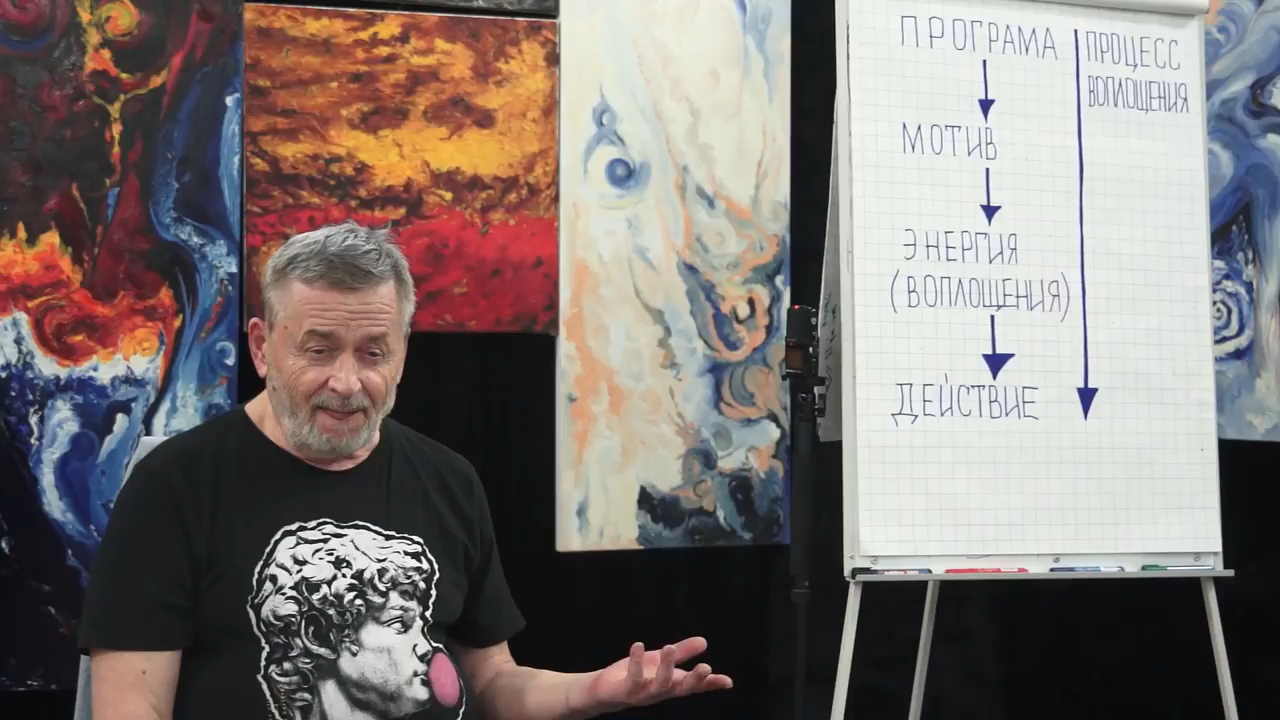 ПРОГРАМА
МОТИВ
ЭНЕРГИЯ
(ВОПЛОЩЕНИЯ)
ДЕЙСТВИЕ
ПРОЦЕСС
ВОПЛОЩЕНИЯ